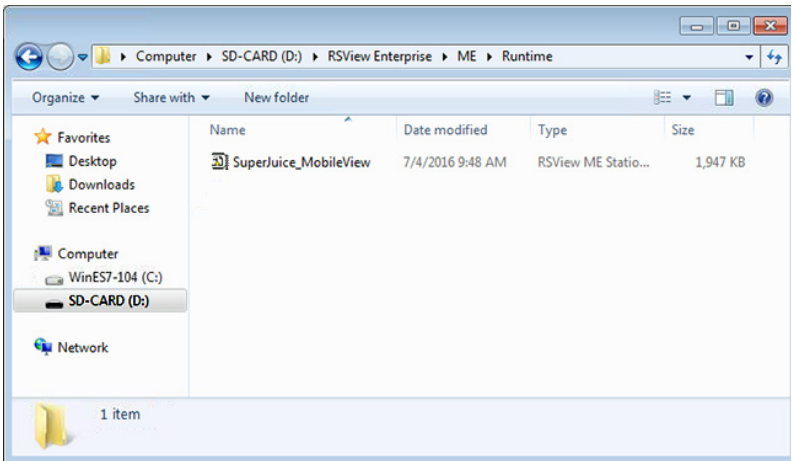 Computer ▸ SD-CARD (D:) ▸ RSView Enterprise ▸ ME ▸ Runtime
Organize Share with New folder
Name Date modified Type Size
SuperJuice_MobileView 7/4/2016 9:48 AM RSView ME Statio... 1,947 KB
Favorites
Desktop
Downloads
Recent Places
Computer
WinES7-104 (C:)
SD-CARD (D:)
Network
1 item